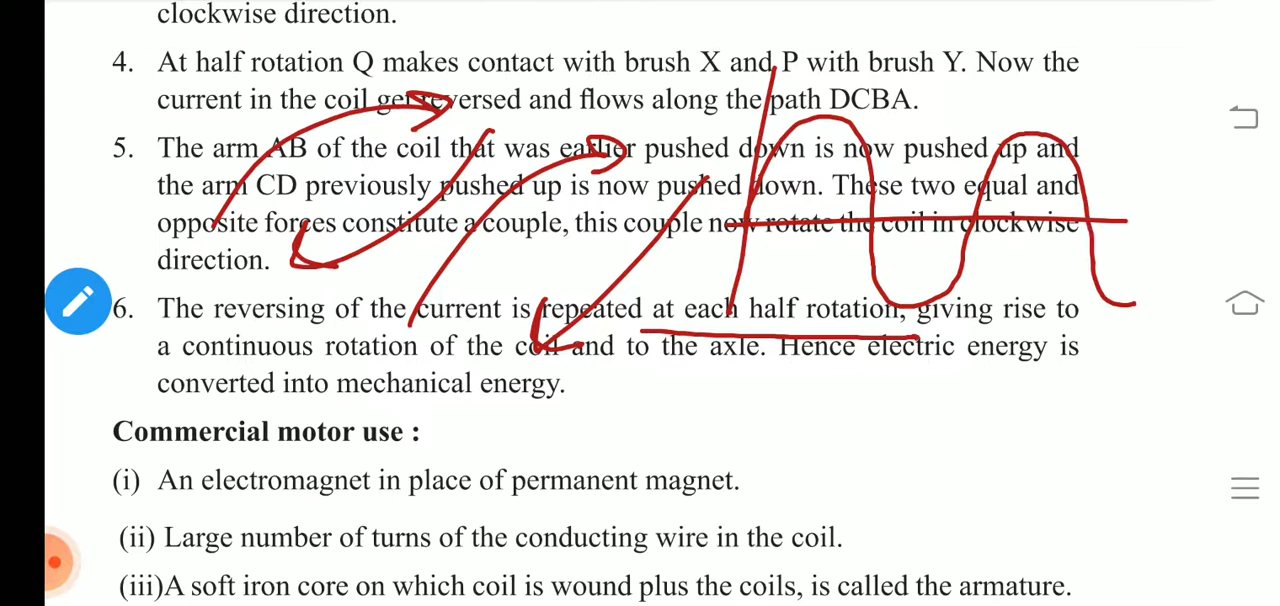 clockwise direction.
4. At half rotation Q makes contact with brush X and P with brush Y. Now the
current in the coil get reversed and flows along the path DCBA.
5. The arm AB of the coil that was earlier pushed down is now pushed up and
the arm CD previously pushed up is now pushed down. These two equal and
opposite forces constitute a couple, this couple now rotate the coil in clockwise
direction.
6. The reversing of the current is repeated at each half rotation, giving rise to
a continuous rotation of the coil and to the axle. Hence electric energy is
converted into mechanical energy.
Commercial motor use :
(i) An electromagnet in place of permanent magnet.
(ii) Large number of turns of the conducting wire in the coil.
(iii)A soft iron core on which coil is wound plus the coils, is called the armature.